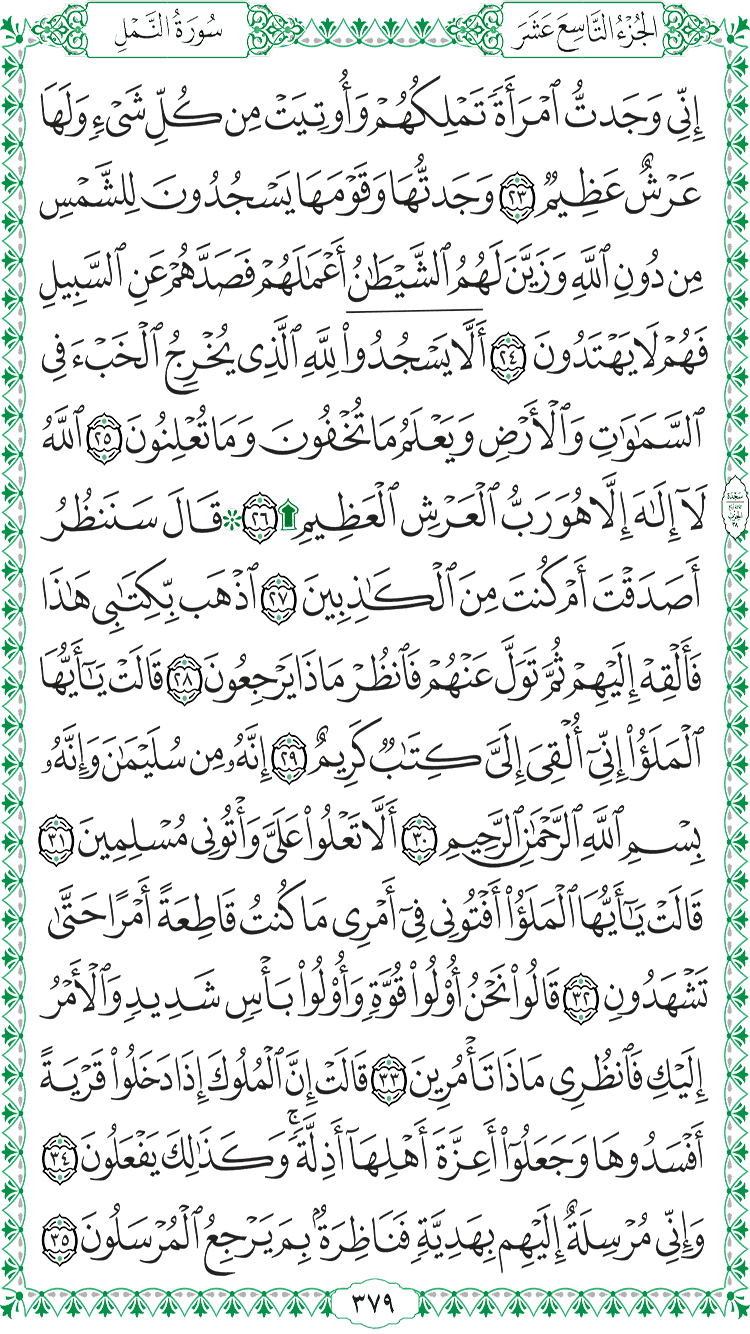 الجُزْءُ التَّاسِعَ عَشَرَ
سُورَةُ النَّمْلِ
إِنِّي وَجَدتُّ ٱمْرَأَةً تَمْلِكُهُمْ وَأُوتِيَتْ مِن كُلِّ شَيْءٍ وَلَهَا
عَرْشٌ عَظِيمٌ ٢٣ وَجَدتُّهَا وَقَوْمَهَا يَسْجُدُونَ لِلشَّمْسِ
مِن دُونِ ٱللَّهِ وَزَيَّنَ لَهُمُ ٱلشَّيْطَٰنُ أَعْمَٰلَهُمْ فَصَدَّهُمْ عَنِ ٱلسَّبِيلِ
فَهُمْ لَا يَهْتَدُونَ ٢٤ أَلَّا يَسْجُدُوا۟ لِلَّهِ ٱلَّذِى يُخْرِجُ ٱلْخَبْءَ فِى
ٱلسَّمَٰوَٰتِ وَٱلْأَرْضِ وَيَعْلَمُ مَا تُخْفُونَ وَمَا تُعْلِنُونَ ٢٥ ٱللَّهُ
لَآ إِلَٰهَ إِلَّا هُوَ رَبُّ ٱلْعَرْشِ ٱلْعَظِيمِ ۩ ٢٦ ۞ قَالَ سَنَنظُرُ
أَصَدَقْتَ أَمْ كُنتَ مِنَ ٱلْكَٰذِبِينَ ٢٧ ٱذْهَب بِّكِتَٰبِى هَٰذَا
فَأَلْقِهْ إِلَيْهِمْ ثُمَّ تَوَلَّ عَنْهُمْ فَٱنظُرْ مَاذَا يَرْجِعُونَ ٢٨ قَالَتْ يَٰٓأَيُّهَا
ٱلْمَلَؤُا۟ إِنِّىٓ أُلْقِىَ إِلَىَّ كِتَٰبٌ كَرِيمٌ ٢٩ إِنَّهُۥ مِن سُلَيْمَٰنَ وَإِنَّهُۥ
بِسْمِ ٱللَّهِ ٱلرَّحْمَٰنِ ٱلرَّحِيمِ ٣٠ أَلَّا تَعْلُوا۟ عَلَىَّ وَأْتُونِى مُسْلِمِينَ ٣١
قَالَتْ يَٰٓأَيُّهَا ٱلْمَلَؤُا۟ أَفْتُونِى فِىٓ أَمْرِى مَا كُنتُ قَاطِعَةً أَمْرًا حَتَّىٰ
تَشْهَدُونِ ٣٢ قَالُوا۟ نَحْنُ أُو۟لُوا۟ قُوَّةٍ وَأُو۟لُوا۟ بَأْسٍ شَدِيدٍ وَٱلْأَمْرُ
إِلَيْكِ فَٱنظُرِى مَاذَا تَأْمُرِينَ ٣٣ قَالَتْ إِنَّ ٱلْمُلُوكَ إِذَا دَخَلُوا۟ قَرْيَةً
أَفْسَدُوهَا وَجَعَلُوٓا۟ أَعِزَّةَ أَهْلِهَآ أَذِلَّةً ۖ وَكَذَٰلِكَ يَفْعَلُونَ ٣٤
وَإِنِّى مُرْسِلَةٌ إِلَيْهِم بِهَدِيَّةٍ فَنَاظِرَةٌۢ بِمَ يَرْجِعُ ٱلْمُرْسَلُونَ ٣٥
٣٧٩